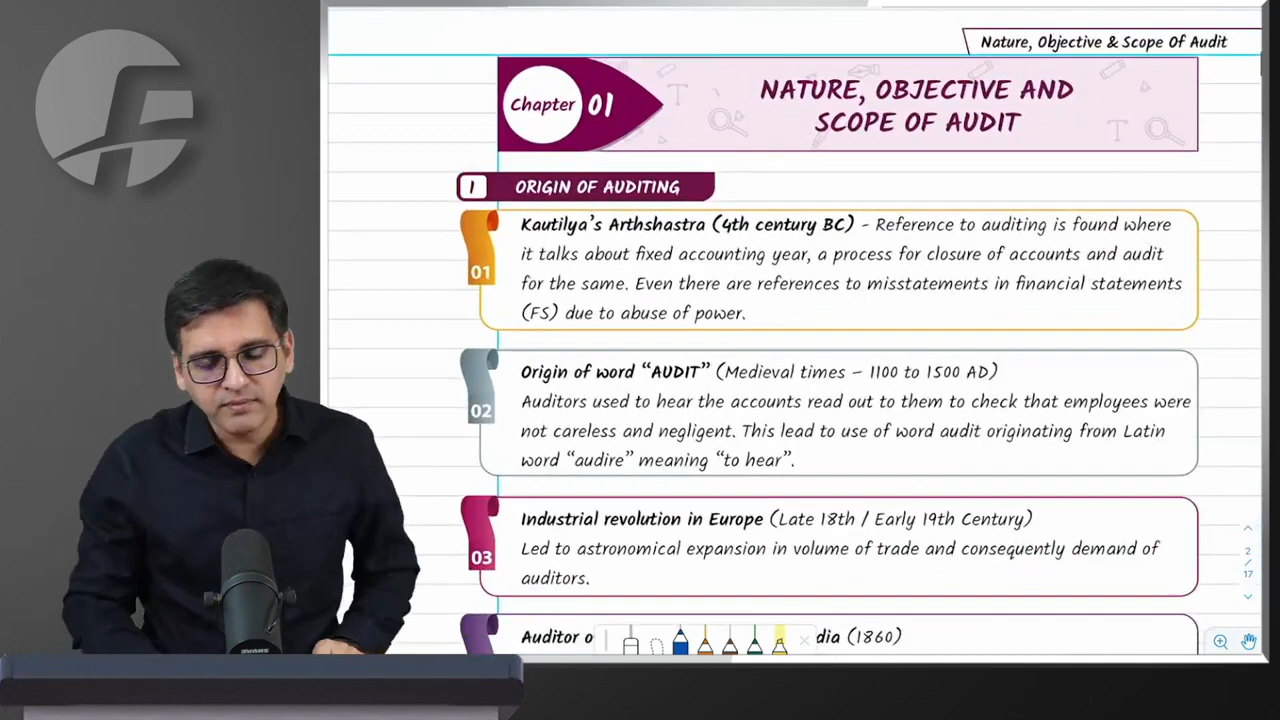 Nature, Objective & Scope Of Audit
Chapter 01
NATURE, OBJECTIVE AND
SCOPE OF AUDIT
1 ORIGIN OF AUDITING
01
Kautilya's Arthshastra (4th century BC) - Reference to auditing is found where
it talks about fixed accounting year, a process for closure of accounts and audit
for the same. Even there are references to misstatements in financial statements
(FS) due to abuse of power.
02
Origin of word “AUDIT” (Medieval times – 1100 to 1500 AD)
Auditors used to hear the accounts read out to them to check that employees were
not careless and negligent. This lead to use of word audit originating from Latin
word “audire” meaning “to hear”.
03
Industrial revolution in Europe (Late 18th / Early 19th Century)
Led to astronomical expansion in volume of trade and consequently demand of
auditors.
Auditor o dia (1860)
2
/
17